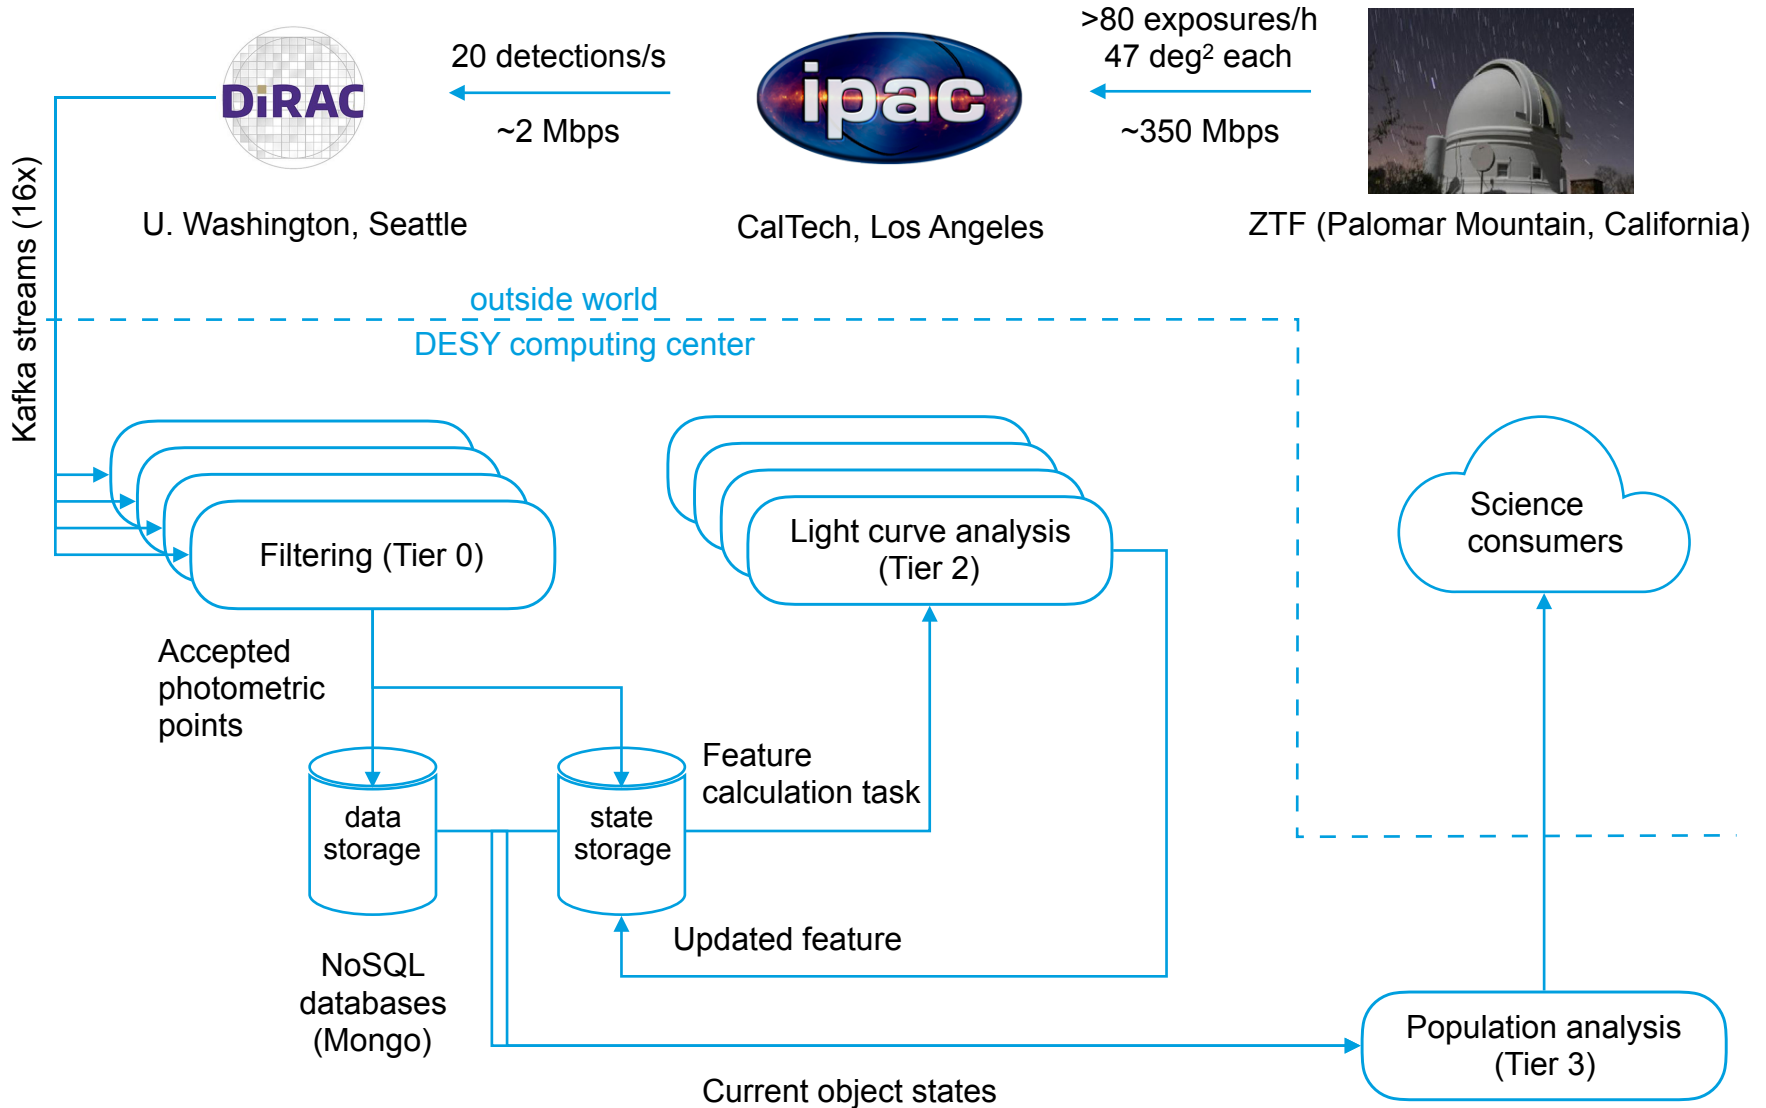 >80 exposures/h
47 deg² each
~350 Mbps
20 detections/s
~2 Mbps
DiRAC
ipac
U. Washington, Seattle
CalTech, Los Angeles
ZTF (Palomar Mountain, California)
Kafka streams (16x)
outside world
DESY computing center
Filtering (Tier 0)
Light curve analysis
(Tier 2)
Science
consumers
Accepted
photometric
points
Feature
calculation task
data
storage
state
storage
Updated feature
NoSQL
databases
(Mongo)
Population analysis
(Tier 3)
Current object states